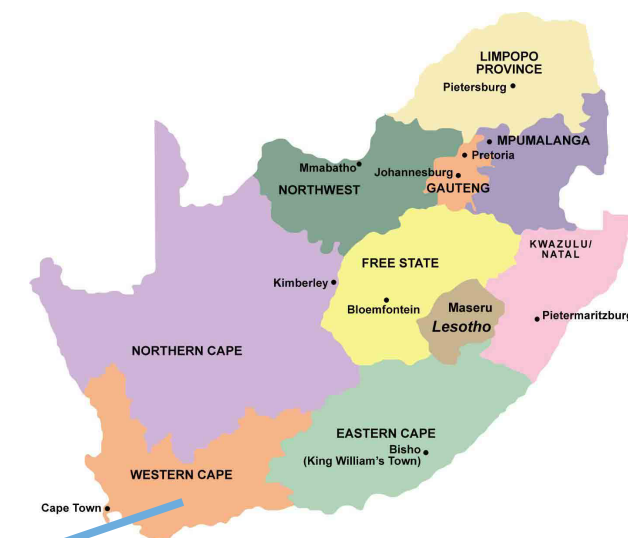 LIMPOPO
PROVINCE
Pietersburg
MPUMALANGA
Pretoria
Mmabatho
Johannesburg
NORTHWEST
GAUTENG
KWAZULU/
NATAL
FREE STATE
Kimberley
Bloemfontein
Maseru
Lesotho
Pietermaritzburg
NORTHERN CAPE
EASTERN CAPE
Bisho
(King William's Town)
WESTERN CAPE
Cape Town